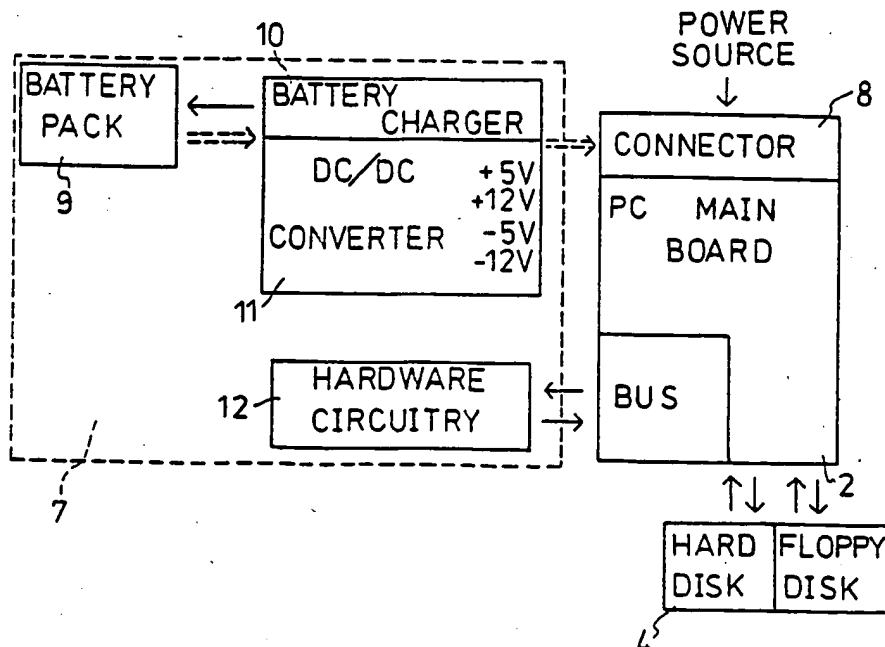 POWER
SOURCE
10
8
BATTERY
PACK
BATTERY
CHARGER
CONNECTOR
9
DC/DC
CONVERTER
+5V
+12V
-5V
-12V
PC MAIN
BOARD
11
HARDWARE
CIRCUITRY
12
BUS
7
2
HARD
DISK
FLOPPY
DISK
4